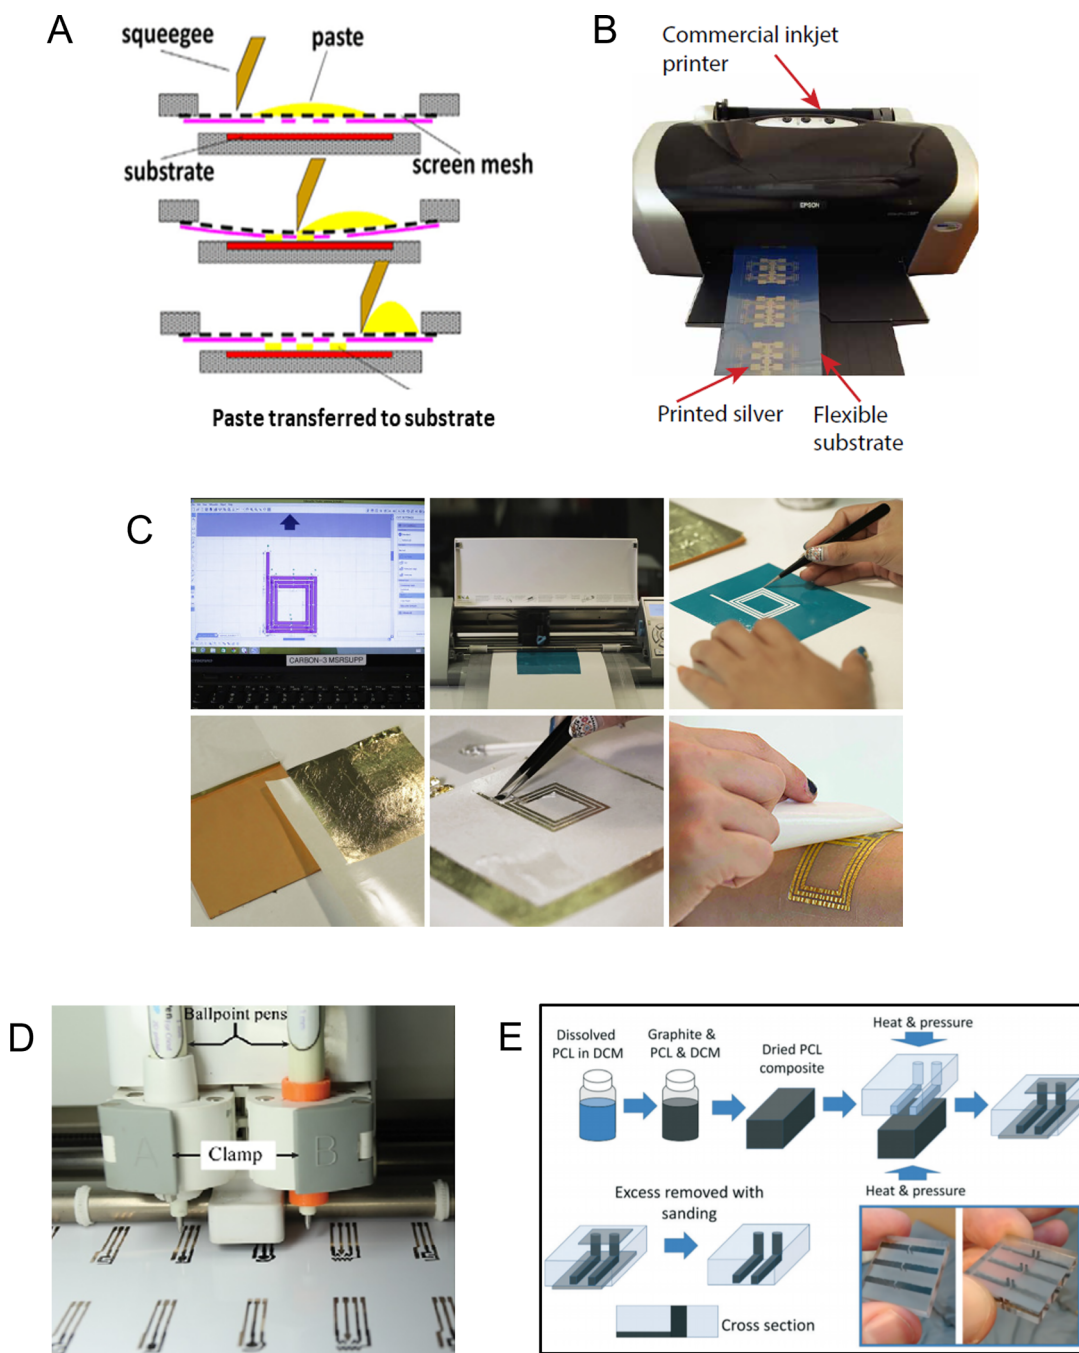 A
squeegee
paste
substrate
screen mesh
Paste transferred to substrate
B
Commercial inkjet
printer
EPSON
Printed silver
Flexible
substrate
C
CARBON-3 MSRSUPP
D
Ballpoint pens
A
Clamp
B
E
Dissolved
PCL in DCM
Graphite &
PCL & DCM
Dried PCL
composite
Heat & pressure
Heat & pressure
Excess removed with
sanding
Cross section